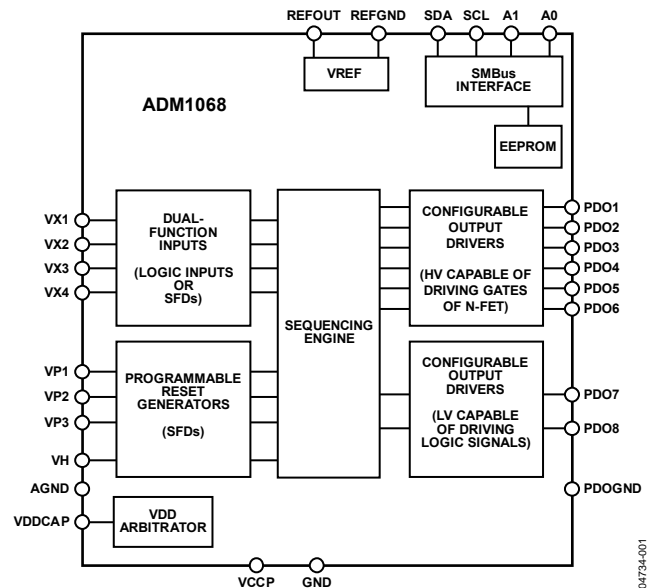 REFOUT REFGND SDA SCL A1 A0
VREF
SMBus
INTERFACE
ADM1068
EEPROM
VX1
VX2
VX3
VX4
DUAL-
FUNCTION
INPUTS
(LOGIC INPUTS
OR
SFDs)
SEQUENCING
ENGINE
CONFIGURABLE
OUTPUT
DRIVERS
(HV CAPABLE OF
DRIVING GATES
OF N-FET)
PDO1
PDO2
PDO3
PDO4
PDO5
PDO6
VP1
VP2
VP3
VH
PROGRAMMABLE
RESET
GENERATORS
(SFDs)
CONFIGURABLE
OUTPUT
DRIVERS
(LV CAPABLE
OF DRIVING
LOGIC SIGNALS)
PDO7
PDO8
AGND
PDOGND
VDDCAP
VDD
ARBITRATOR
VCCP GND
04734-001